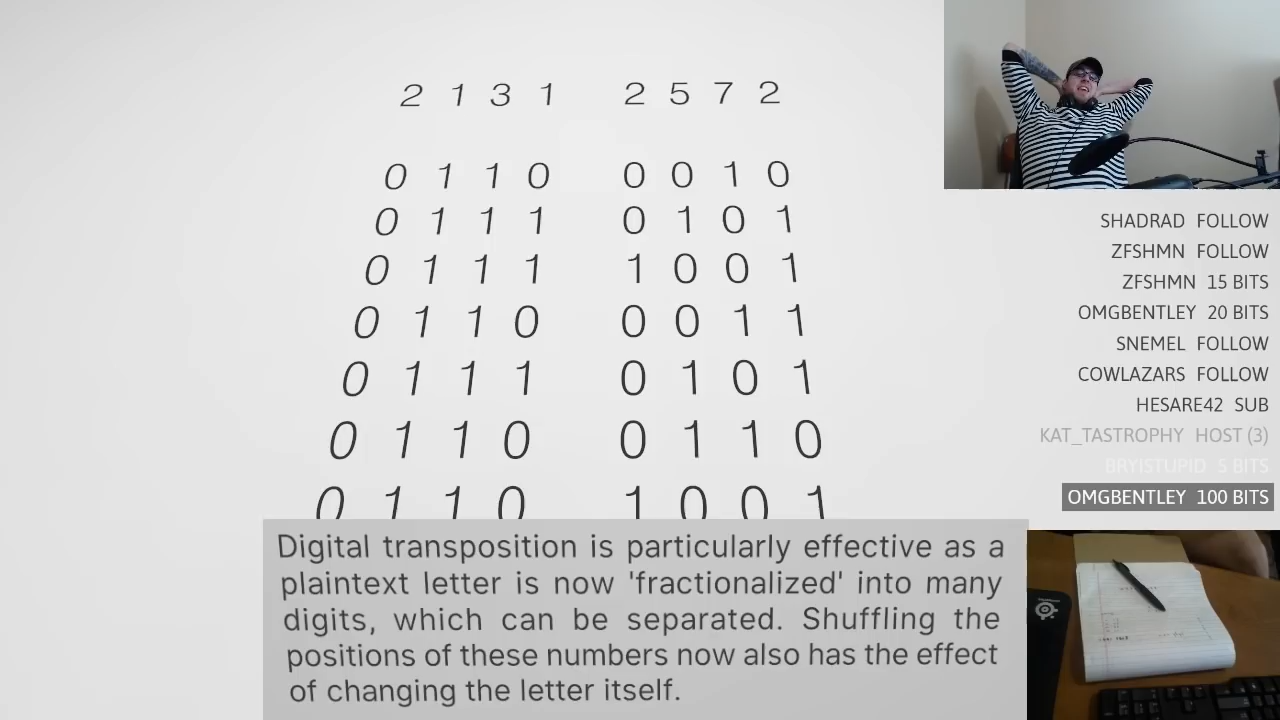 2 1 3 1 2 5 7 2
0 1 1 0 0 0 1 0
0 1 1 1 0 1 0 1
0 1 1 1 1 0 0 1
0 1 1 0 0 0 1 1
0 1 1 1 0 1 0 1
0 1 1 0 0 1 1 0
0 1 1 0 1 0 0 1
Digital transposition is particularly effective as a
plaintext letter is now 'fractionalized' into many
digits, which can be separated. Shuffling the
positions of these numbers now also has the effect
of changing the letter itself.
SHADRAD FOLLOW
ZFSHMN FOLLOW
ZFSHMN 15 BITS
OMGBENTLEY 20 BITS
SNEMEL FOLLOW
COWLAZARS FOLLOW
HESARE42 SUB
KAT_TASTROPHY HOST (3)
BRYISTUPID 5 BITS
OMGBENTLEY 100 BITS